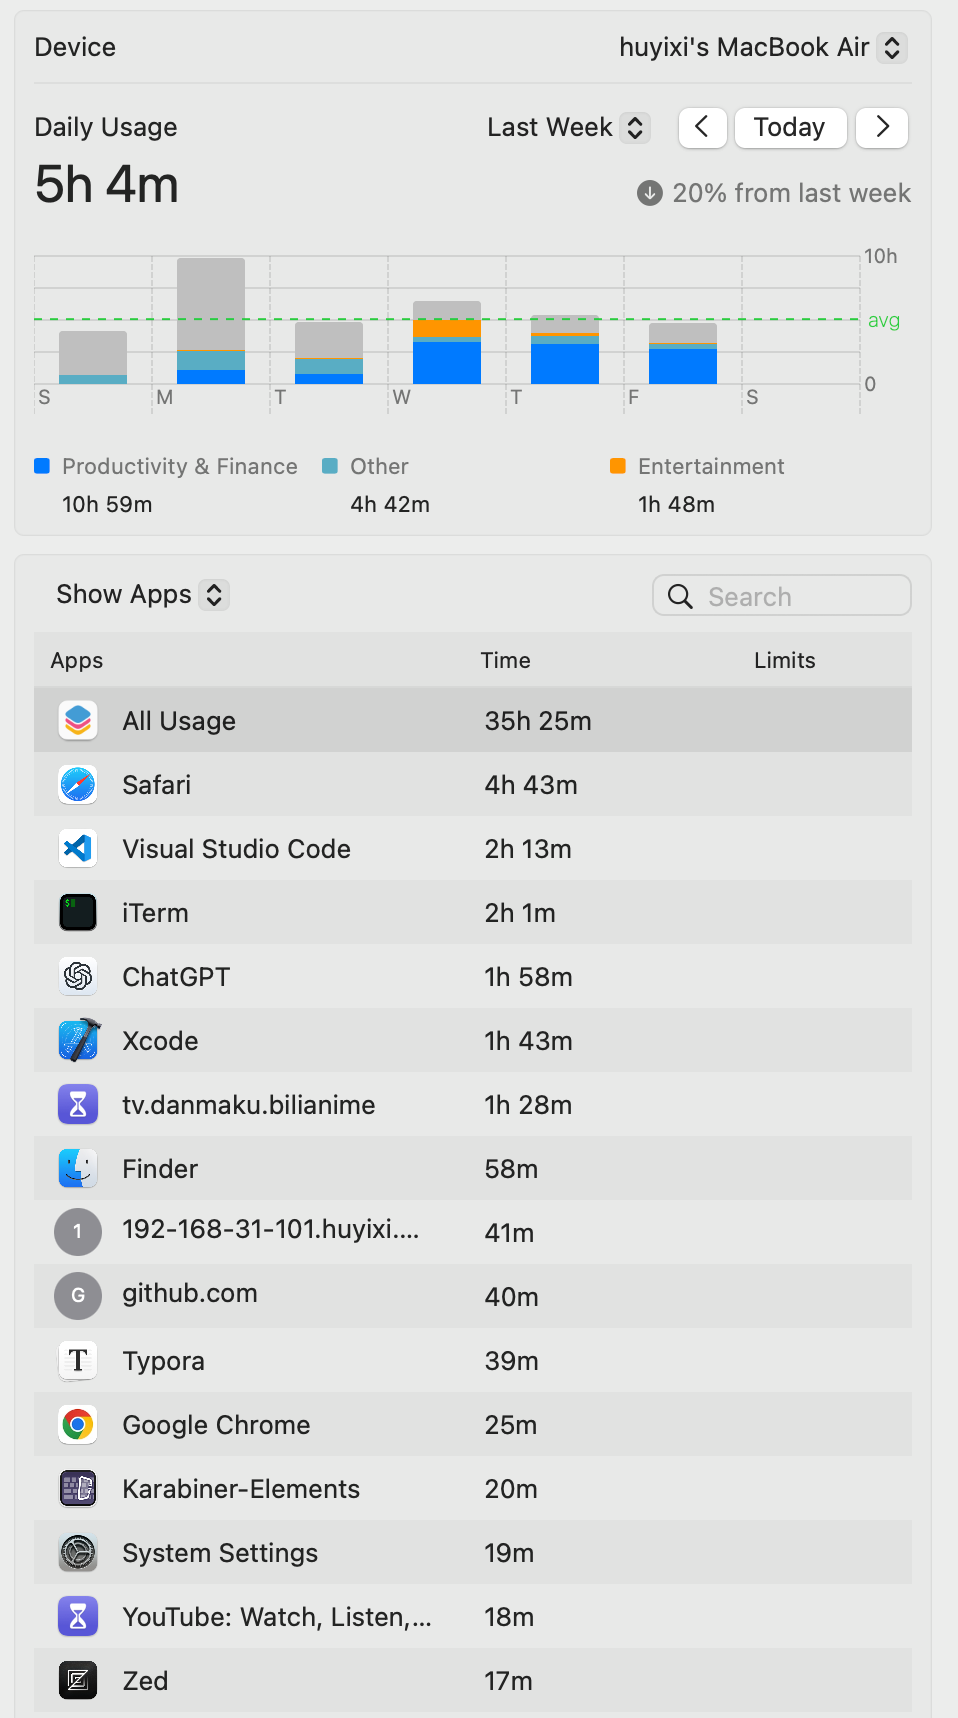 Device huyixi's MacBook Air
Daily Usage Last Week Today
5h 4m
20% from last week
10h
avg
0
S M T W T F S
Productivity & Finance Other Entertainment
10h 59m 4h 42m 1h 48m
Show Apps Search
Apps Time Limits
All Usage 35h 25m
Safari 4h 43m
Visual Studio Code 2h 13m
$
iTerm 2h 1m
ChatGPT 1h 58m
Xcode 1h 43m
tv.danmaku.bilianime 1h 28m
Finder 58m
1 192-168-31-101.huyixi.... 41m
G github.com 40m
T Typora 39m
Google Chrome 25m
Karabiner-Elements 20m
System Settings 19m
YouTube: Watch, Listen,... 18m
Zed 17m